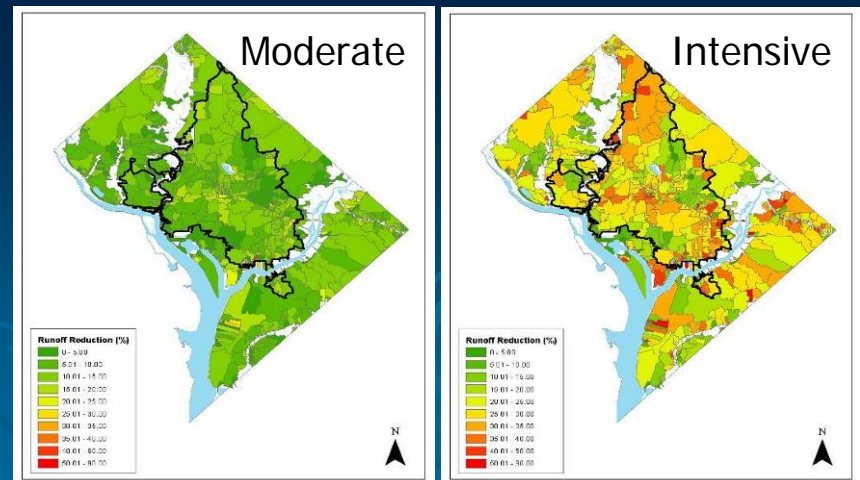 Moderate
Runoff Reduction (%)
0 - 5.00
5.01 - 10.00
10.01 - 15.00
15.01 - 20.00
20.01 - 25.00
25.01 - 30.00
30.01 - 35.00
35.01 - 40.00
40.01 - 50.00
50.01 - 90.00
N
Intensive
Runoff Reduction (%)
0 - 5.00
5.01 - 10.00
10.01 - 15.00
15.01 - 20.00
20.01 - 25.00
25.01 - 30.00
30.01 - 35.00
35.01 - 40.00
40.01 - 50.00
50.01 - 90.00
N